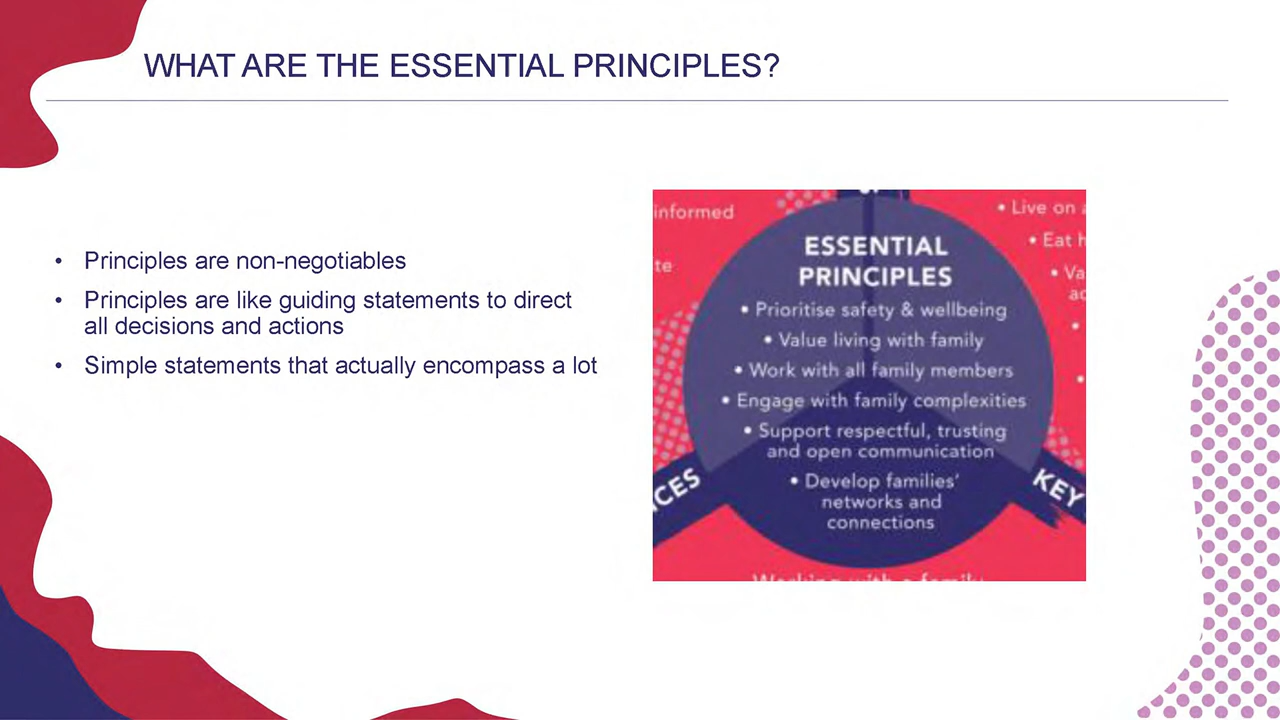 WHAT ARE THE ESSENTIAL PRINCIPLES?
• Principles are non-negotiables
• Principles are like guiding statements to direct
all decisions and actions
• Simple statements that actually encompass a lot
informed
• Live on
• Eat
ESSENTIAL
PRINCIPLES
• Prioritise safety & wellbeing
• Value living with family
• Work with all family members
• Engage with family complexities
• Support respectful, trusting
and open communication
• Develop families’
networks and
connections
KEY
Working with a family